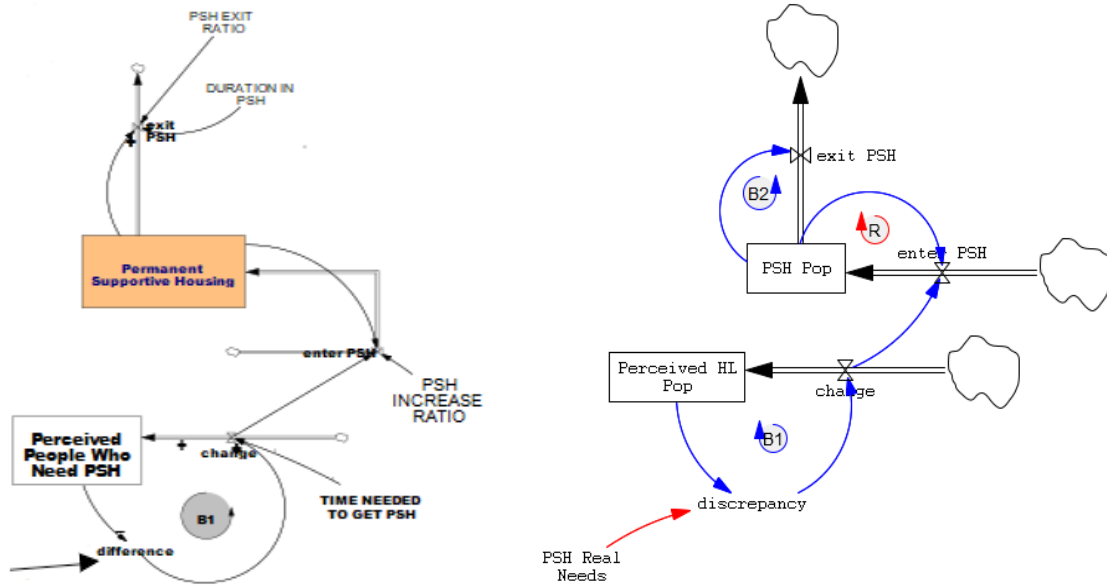 PSH EXIT
RATIO
DURATION IN
PSH
exit
PSH
+
Permanent
Supportive Housing
enter PSH
PSH
INCREASE
RATIO
Perceived
People Who
Need PSH
+
+
change
B1
TIME NEEDED
TO GET PSH
-
difference
exit PSH
B2
R
PSH Pop
enter PSH
Perceived HL
Pop
change
B1
discrepancy
PSH Real
Needs